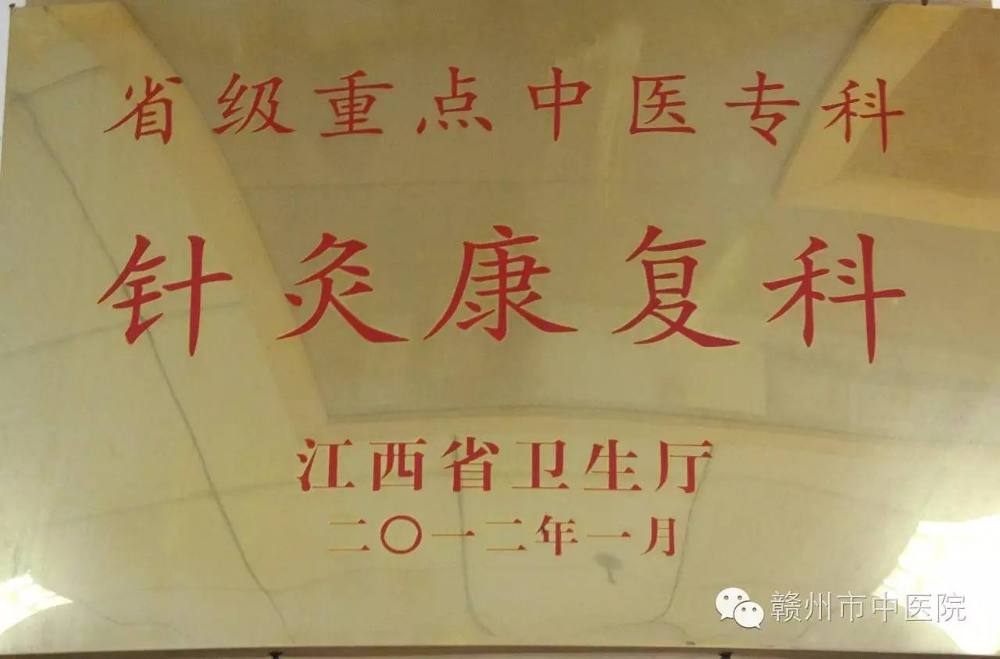 省级重点中医专科
针灸康复科
江西省卫生厅
二〇一二年一月
赣州市中医院